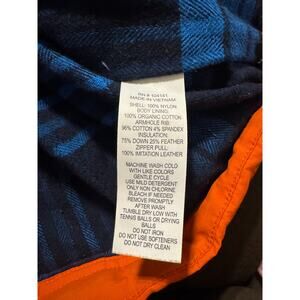 RN # 104141
MADE IN VIETNAM
SHELL: 100% NYLON
BODY LINING:
100% ORGANIC COTTON
ARMHOLE RIB:
96% COTTON 4% SPANDEX
INSULATION:
75% DOWN 25% FEATHER
ZIPPER PULL:
100% IMITATION LEATHER
MACHINE WASH COLD
WITH LIKE COLORS
GENTLE CYCLE
USE MILD DETERGENT
ONLY NON CHLORINE
BLEACH IF NEEDED
REMOVE PROMPTLY
AFTER WASH
TUMBLE DRY LOW WITH
TENNIS BALLS OR DRYING
BALLS
DO NOT IRON
DO NOT USE SOFTENERS
DO NOT DRY CLEAN